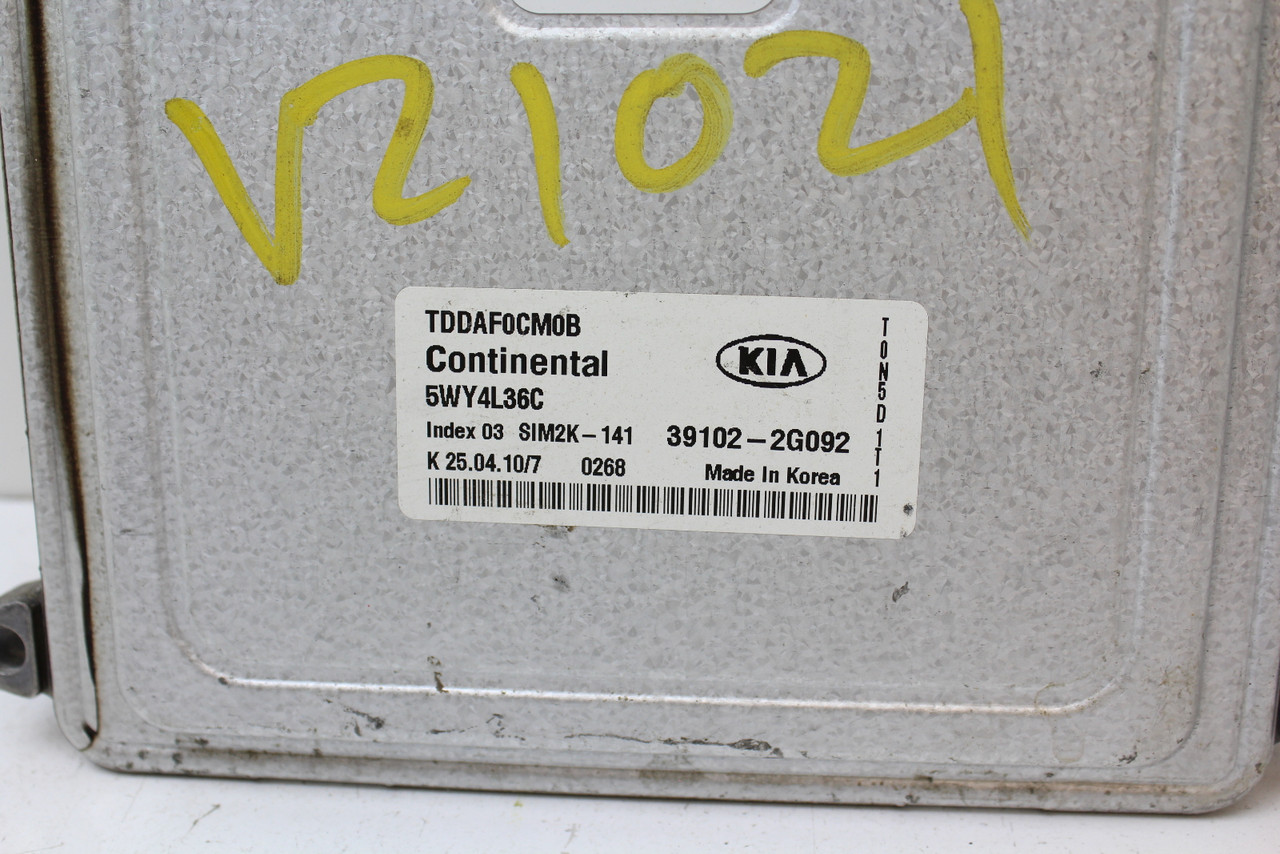 V21021
TDDAF0CM0B
Continental
5WY4L36C
KIA
Index 03 SIM2K-141 39102-2G092
K 25.04.10/7 0268 Made In Korea
T0N5D1T1